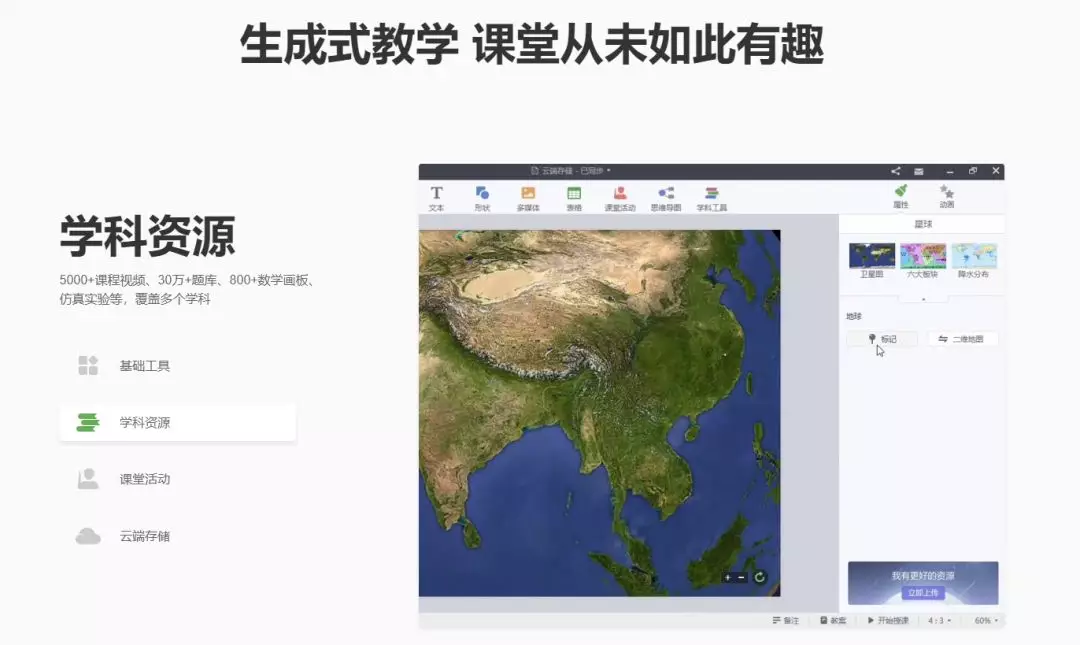 生成式教学 课堂从未如此有趣
学科资源
5000+课程视频、30万+题库、800+数学画板、
仿真实验等，覆盖多个学科
基础工具
学科资源
课堂活动
云端存储
云端存储 - 已同步
文本 形状 多媒体 表格 课堂活动 思维导图 学科工具 属性 动画
星球
卫星图 六大板块 降水分布
地球
标记 二维地图
我有更好的资源
立即上传
备注 教案 开始授课 4:3 60%